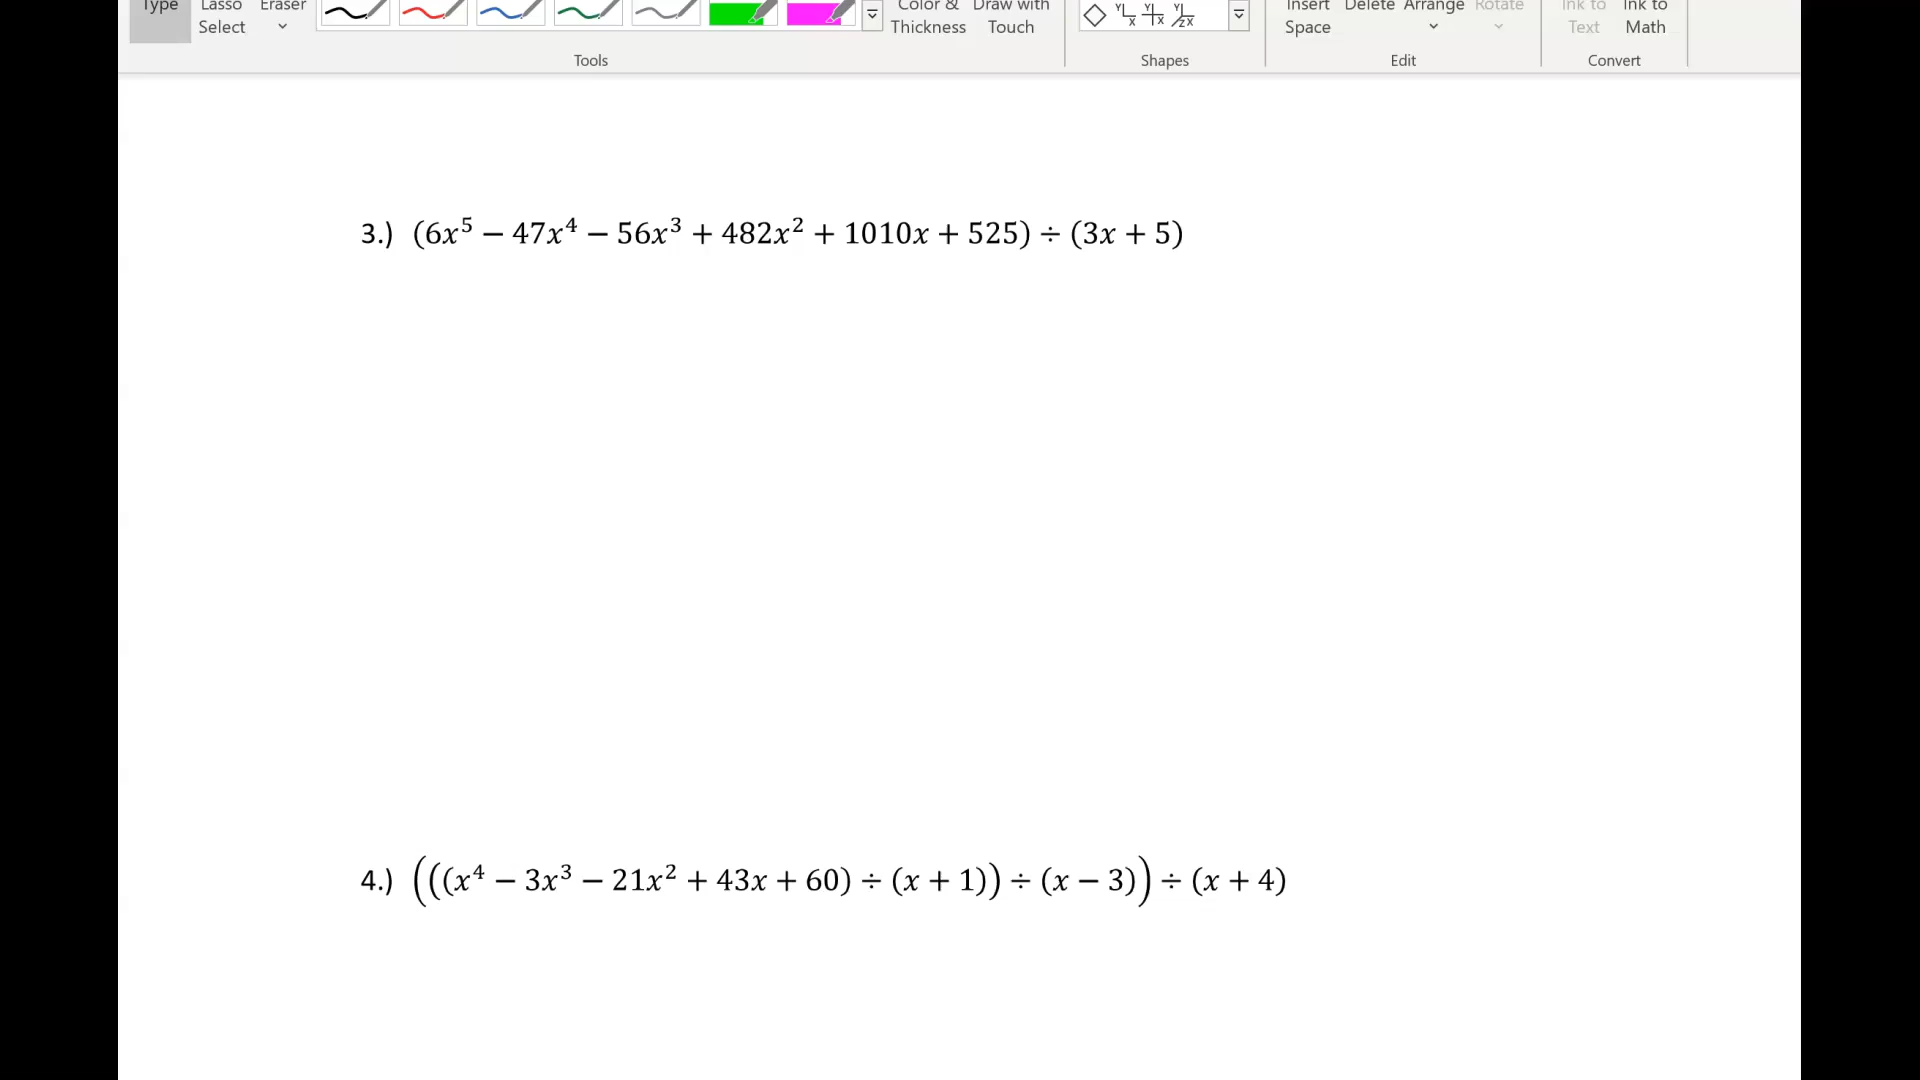 Type Lasso Select Eraser Color & Thickness Draw with Touch Insert Space Delete Arrange Rotate Ink to Text Ink to Math
Tools Shapes Edit Convert
3.) (6x⁵ − 47x⁴ − 56x³ + 482x² + 1010x + 525) ÷ (3x + 5)
4.) (((x⁴ − 3x³ − 21x² + 43x + 60) ÷ (x + 1)) ÷ (x − 3)) ÷ (x + 4)